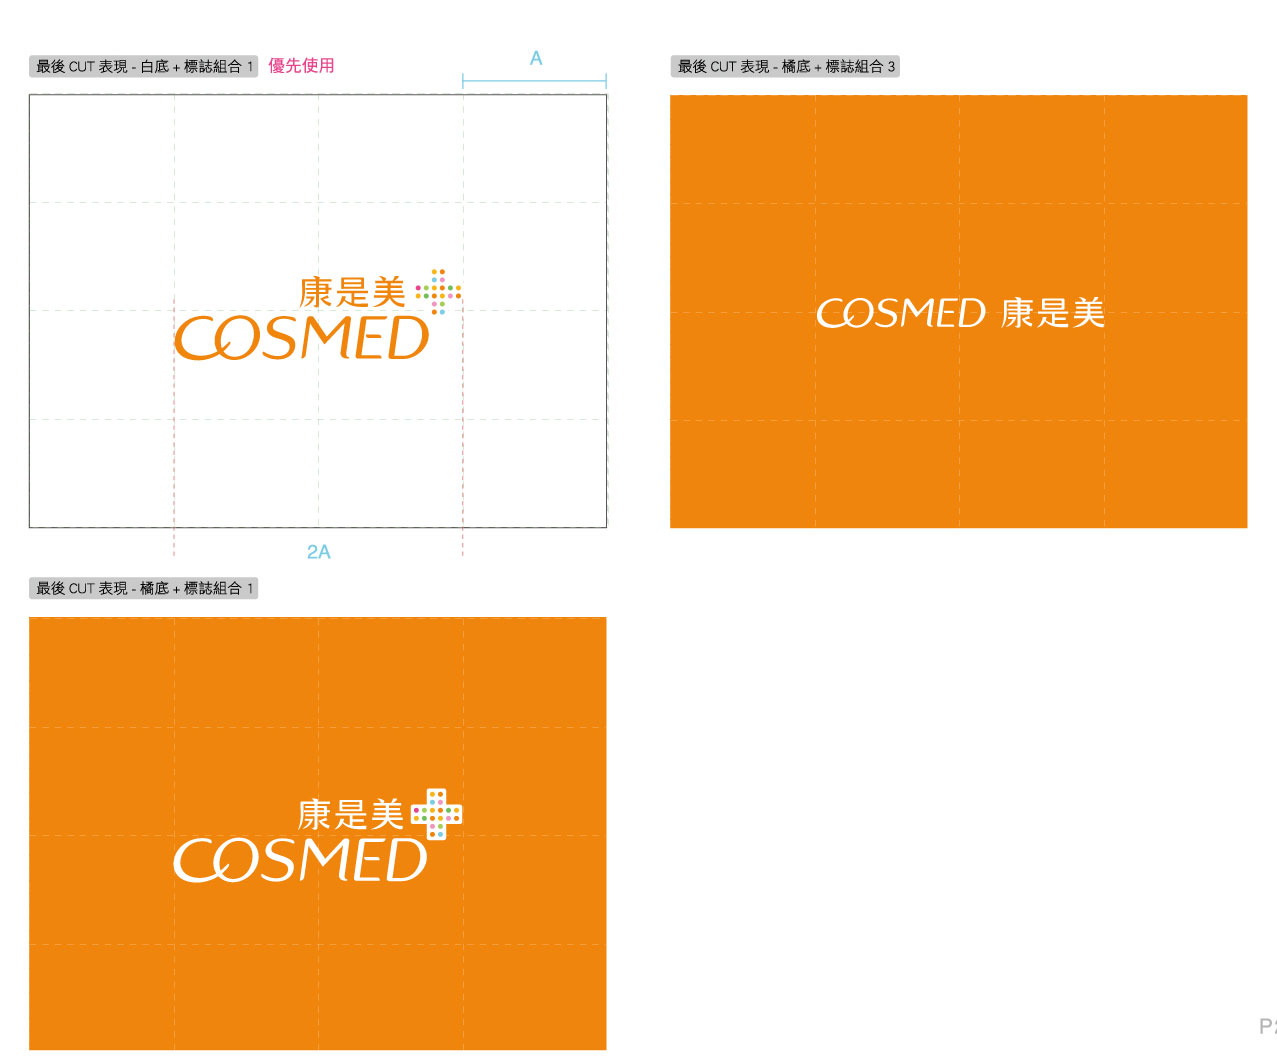 最後 CUT 表現 - 白底 + 標誌組合 1 優先使用
A
康是美
COSMED
2A
最後 CUT 表現 - 橘底 + 標誌組合 3
COSMED 康是美
最後 CUT 表現 - 橘底 + 標誌組合 1
康是美
COSMED